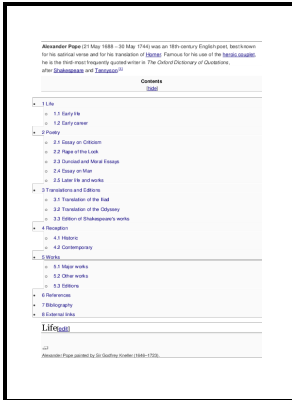 Alexander Pope (21 May 1688 – 30 May 1744) was an 18th-century English poet, best known
for his satirical verse and for his translation of Homer. Famous for his use of the heroic couplet,
he is the third-most frequently quoted writer in The Oxford Dictionary of Quotations,
after Shakespeare and Tennyson.[1]
Contents
[hide]
• 1 Life
o 1.1 Early life
o 1.2 Early career
• 2 Poetry
o 2.1 Essay on Criticism
o 2.2 Rape of the Lock
o 2.3 Dunciad and Moral Essays
o 2.4 Essay on Man
o 2.5 Later life and works
• 3 Translations and Editions
o 3.1 Translation of the Iliad
o 3.2 Translation of the Odyssey
o 3.3 Edition of Shakespeare's works
• 4 Reception
o 4.1 Historic
o 4.2 Contemporary
• 5 Works
o 5.1 Major works
o 5.2 Other works
o 5.3 Editions
• 6 References
• 7 Bibliography
• 8 External links
Life[edit]
Alexander Pope painted by Sir Godfrey Kneller (1646–1723).